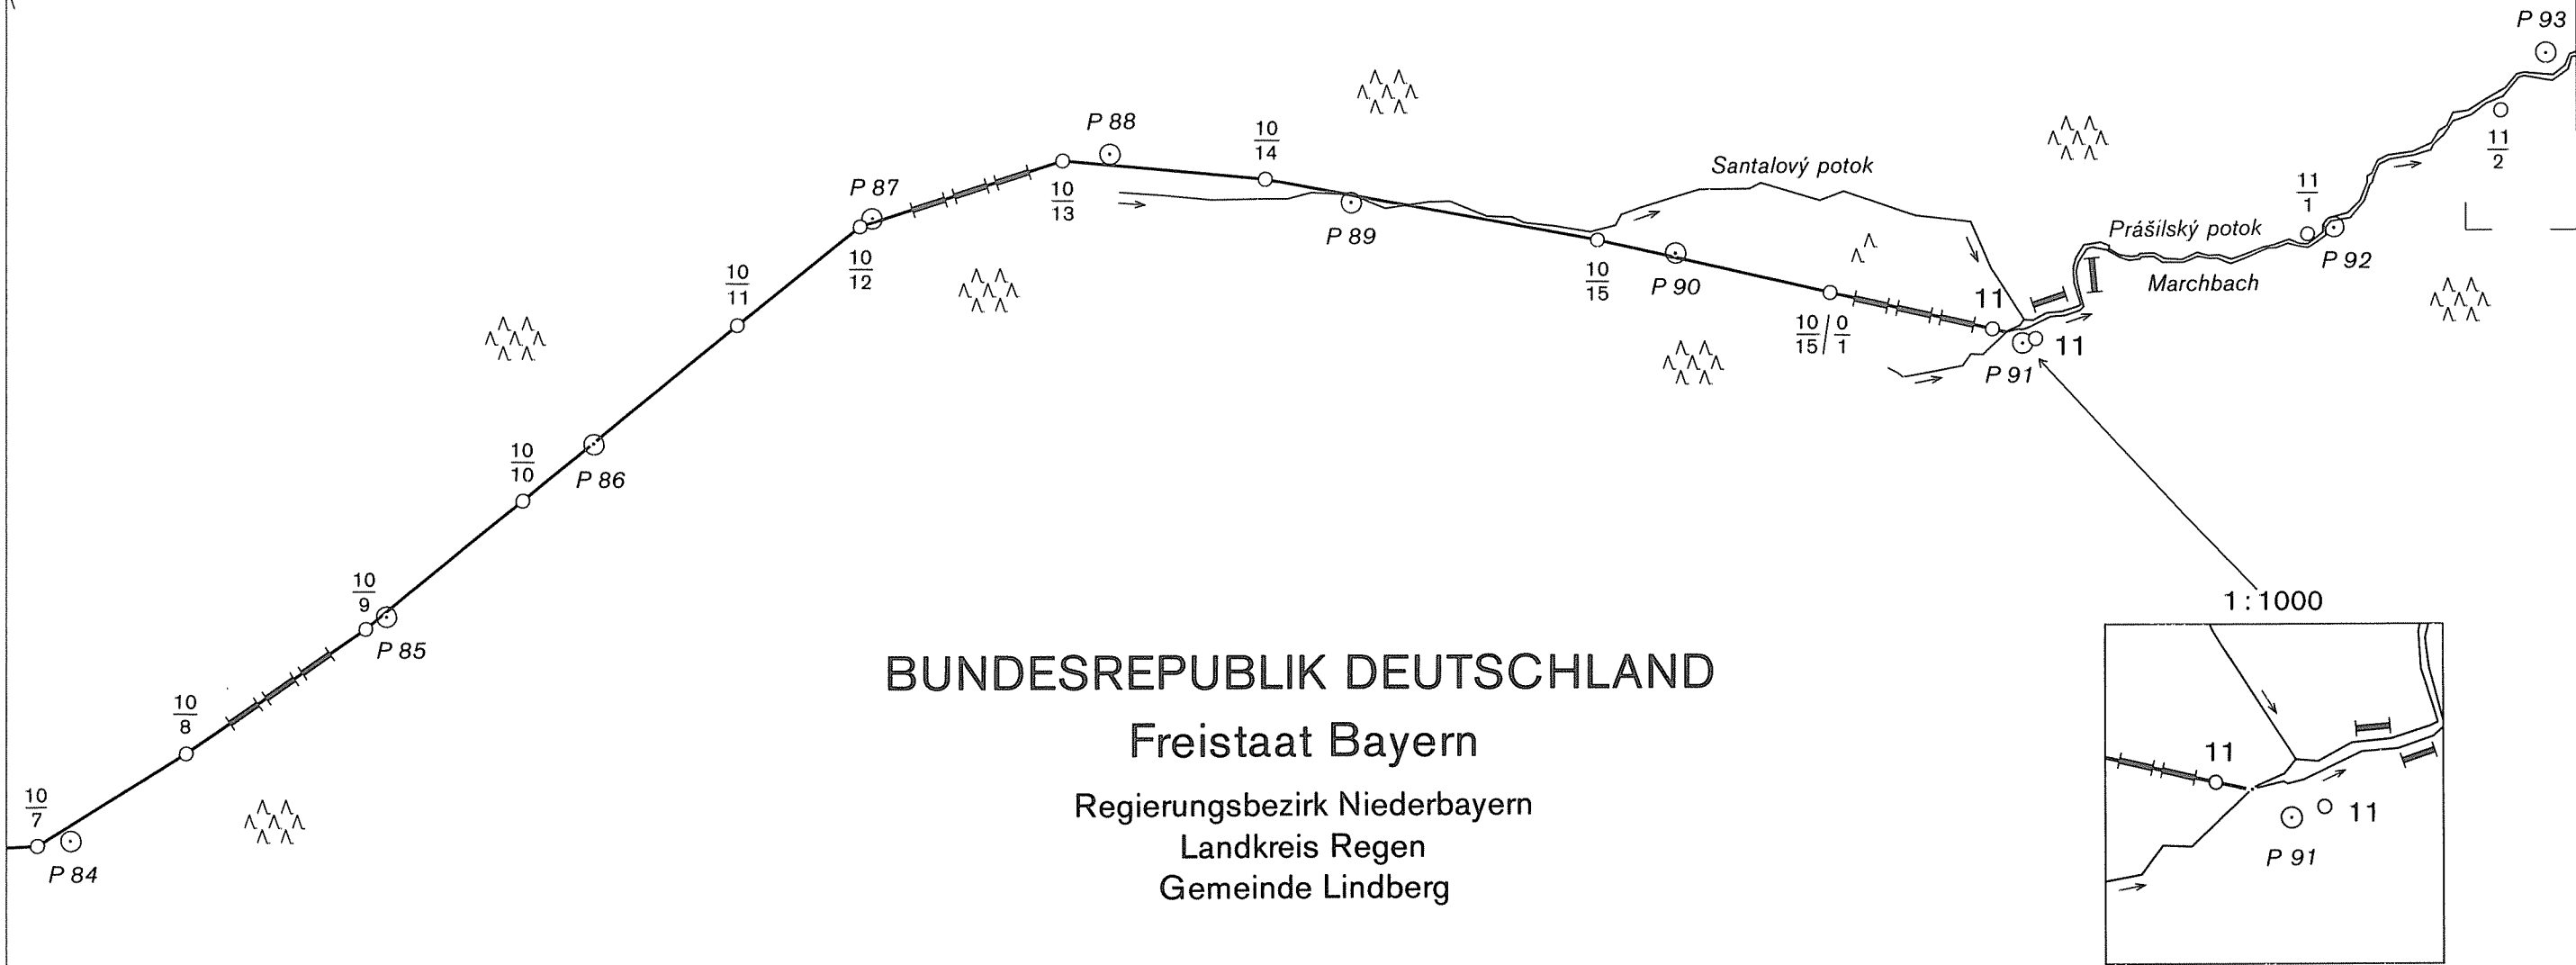 P 93
P 88
10
14
11
2
Santalový potok
P 87
10
13
11
1
Prášilský potok
P 89
P 92
10
12
10
11
10
15
P 90
Marchbach
11
10
15 / 0
1
11
P 91
10
10
P 86
10
9
P 85
1 : 1000
BUNDESREPUBLIK DEUTSCHLAND
Freistaat Bayern
Regierungsbezirk Niederbayern
Landkreis Regen
Gemeinde Lindberg
10
8
10
7
P 84
11
11
P 91